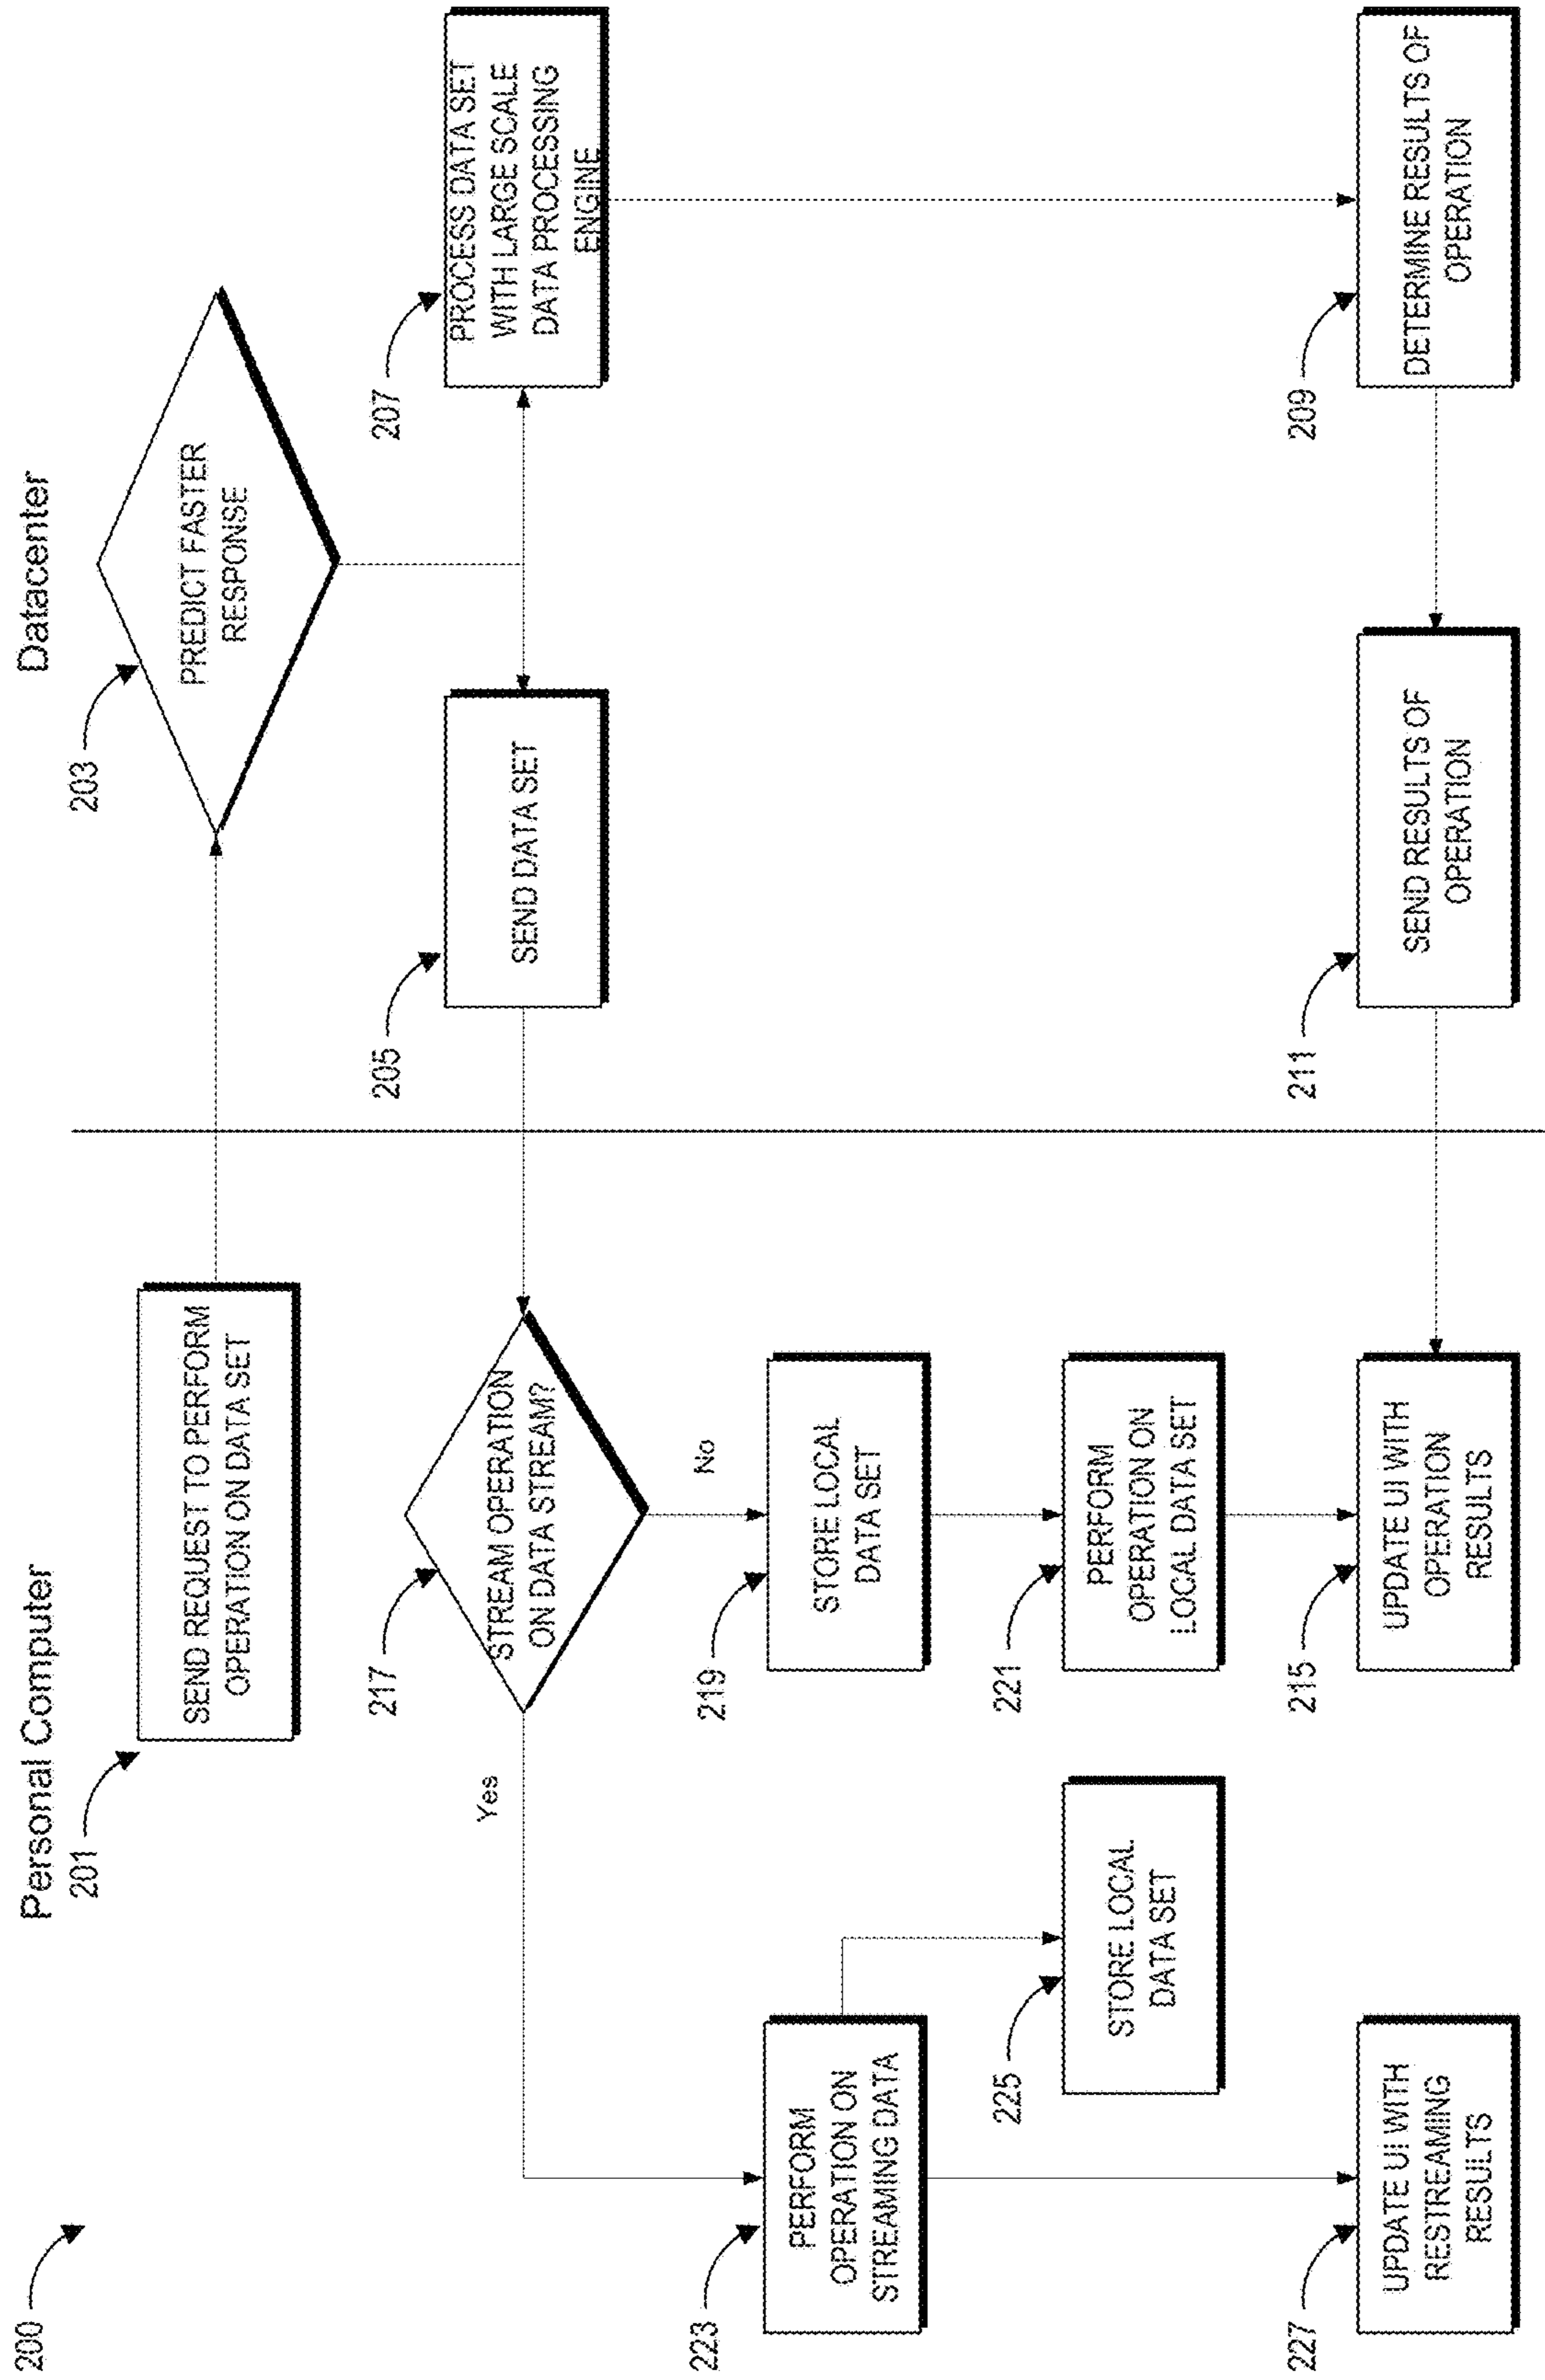 200
Personal Computer
Datacenter
201
SEND REQUEST TO PERFORM
OPERATION ON DATA SET
203
PREDICT FASTER
RESPONSE
217
STREAM OPERATION
ON DATA STREAM?
Yes
No
205
SEND DATA SET
207
PROCESS DATA SET
WITH LARGE SCALE
DATA PROCESSING
ENGINE
223
PERFORM
OPERATION ON
STREAMING DATA
219
STORE LOCAL
DATA SET
225
STORE LOCAL
DATA SET
221
PERFORM
OPERATION ON
LOCAL DATA SET
227
UPDATE UI WITH
RESTREAMING
RESULTS
215
UPDATE UI WITH
OPERATION
RESULTS
211
SEND RESULTS OF
OPERATION
209
DETERMINE RESULTS OF
OPERATION